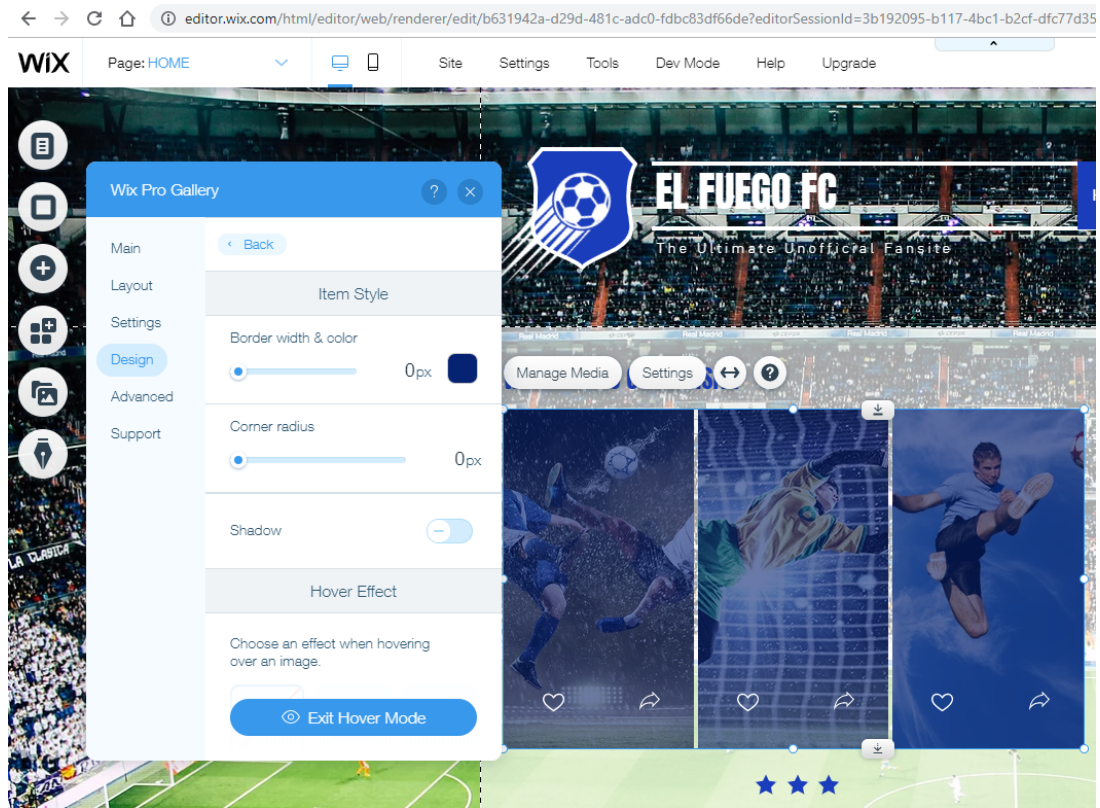 editor.wix.com/html/editor/web/renderer/edit/b631942a-d29d-481c-adc0-fdbc83df66de?editorSessionId=3b192095-b117-4bc1-b2cf-dfc77d35
WiX Page: HOME Site Settings Tools Dev Mode Help Upgrade
Wix Pro Gallery ? ×
Main
Layout
Settings
Design
Advanced
Support
< Back
Item Style
Border width & color
0px
Corner radius
0px
Shadow
Hover Effect
Choose an effect when hovering
over an image.
Exit Hover Mode
EL FUEGO FC
The Ultimate Unofficial Fansite
Real Madrid
Manage Media Settings ?
LA CLASICA